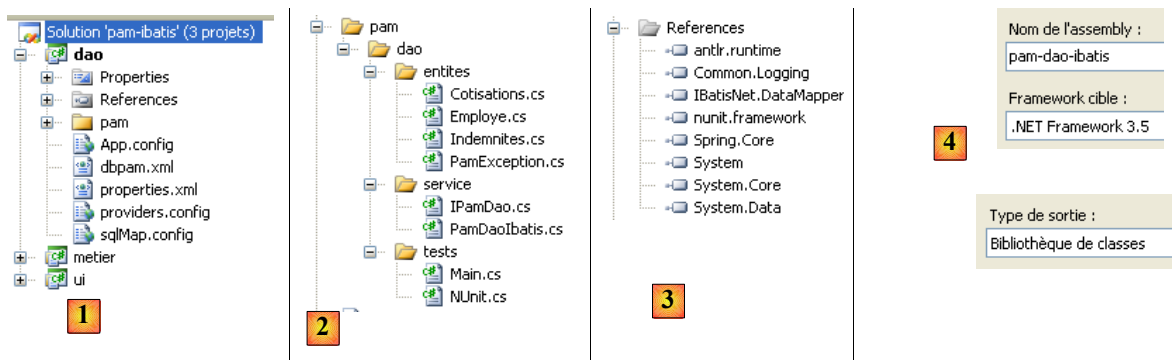 Solution 'pam-ibatis' (3 projets)
dao
Properties
References
pam
App.config
dbpam.xml
properties.xml
providers.config
sqlMap.config
metier
ui
1
pam
dao
entites
Cotisations.cs
Employe.cs
Indemnites.cs
PamException.cs
service
IPamDao.cs
PamDaoIbatis.cs
tests
Main.cs
NUnit.cs
2
References
antlr.runtime
Common.Logging
IBatisNet.DataMapper
nunit.framework
Spring.Core
System
System.Core
System.Data
3
Nom de l'assembly :
pam-dao-ibatis
Framework cible :
.NET Framework 3.5
4
Type de sortie :
Bibliothèque de classes